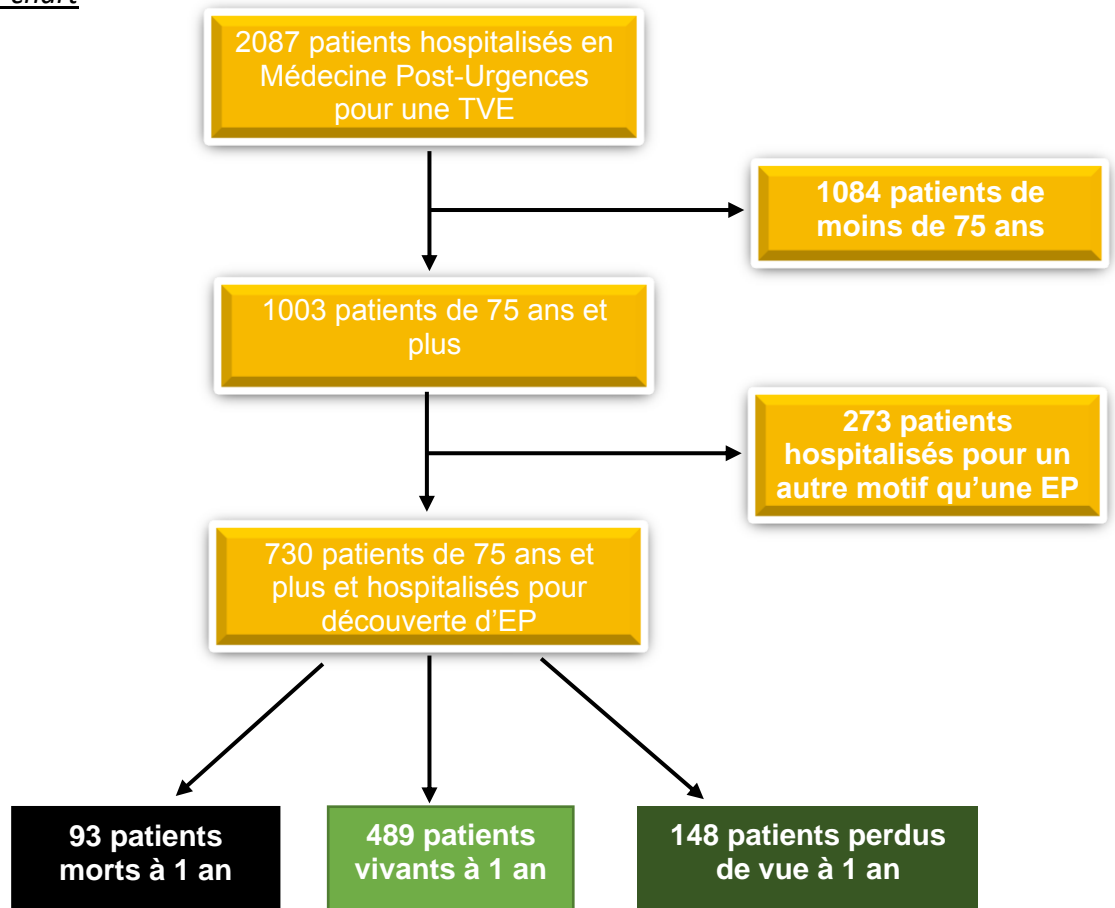 chart
2087 patients hospitalisés en
Médecine Post-Urgences
pour une TVE
1084 patients de
moins de 75 ans
1003 patients de 75 ans et
plus
273 patients
hospitalisés pour un
autre motif qu’une EP
730 patients de 75 ans et
plus et hospitalisés pour
découverte d’EP
93 patients
morts à 1 an
489 patients
vivants à 1 an
148 patients perdus
de vue à 1 an